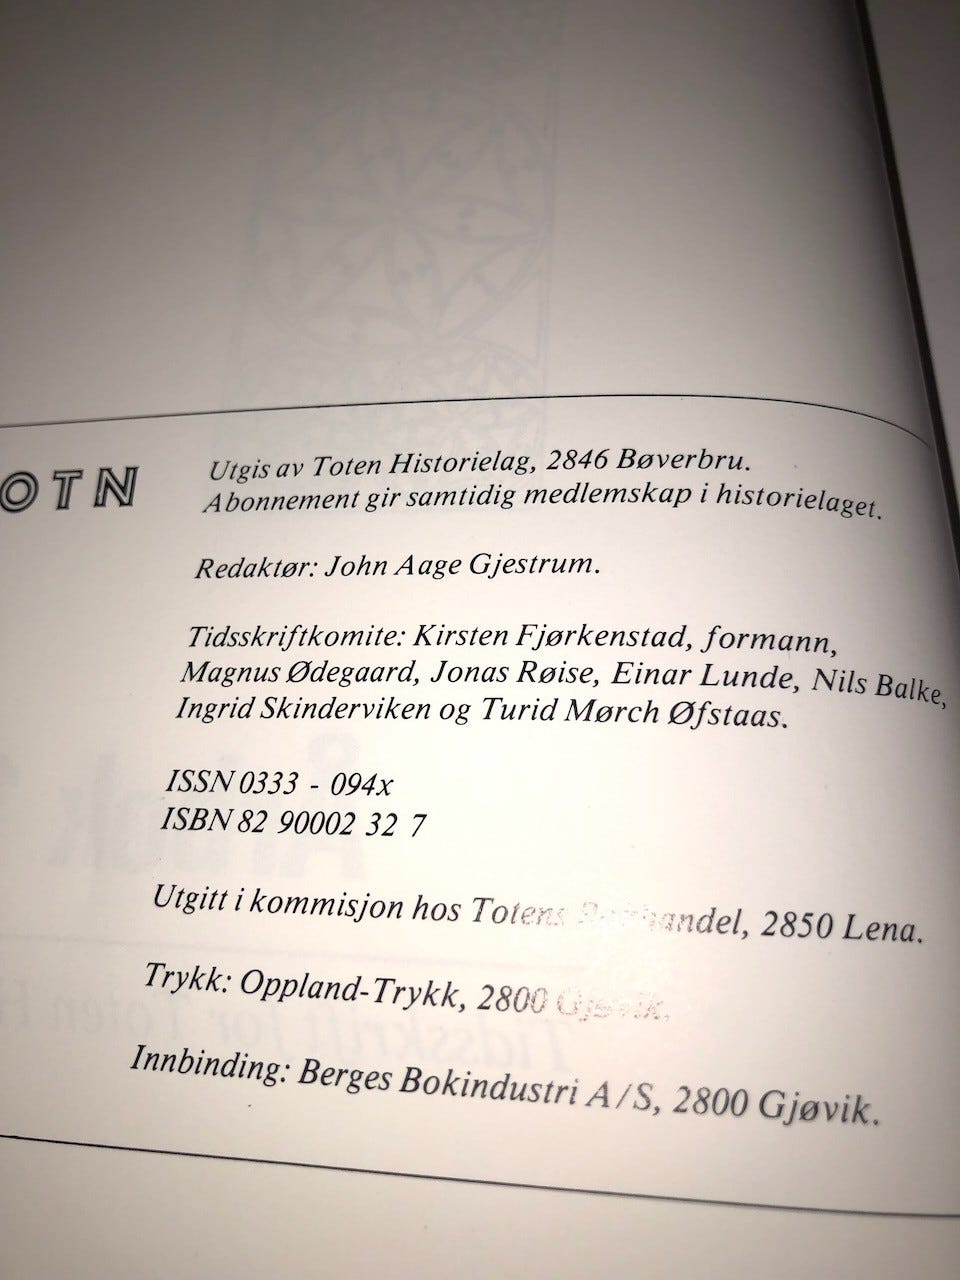 OTN
Utgis av Toten Historielag, 2846 Bøverbru.
Abonnement gir samtidig medlemskap i historielaget.
Redaktør: John Aage Gjestrum.
Tidsskriftkomite: Kirsten Fjørkenstad, formann,
Magnus Ødegaard, Jonas Røise, Einar Lunde, Nils Balke,
Ingrid Skinderviken og Turid Mørch Øfstaas.
ISSN 0333 - 094x
ISBN 82 90002 32 7
Utgitt i kommisjon hos Totens 2850 Lena.
Trykk: Oppland-Trykk, 2800 Gjøvik.
Innbinding: Berges Bokindustri A/S, 2800 Gjøvik.